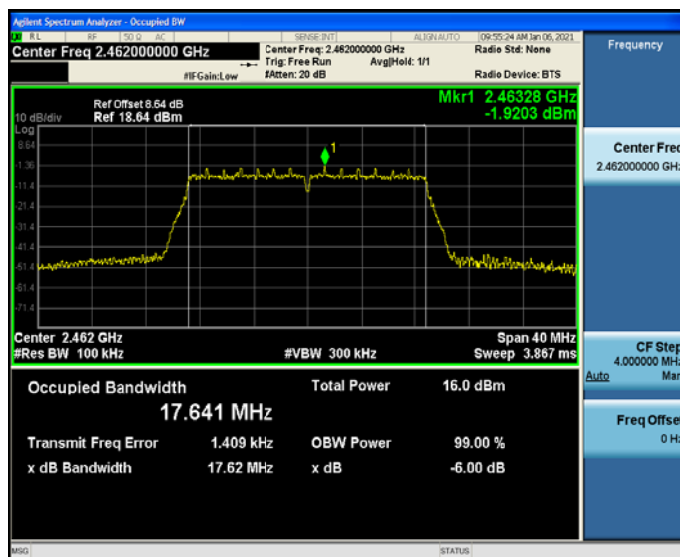 Agilent Spectrum Analyzer - Occupied BW
RL RF 50 Ω AC SENSE:INT ALIGNAUTO 09:55:24 AM Jan 06, 2021
Center Freq 2.462000000 GHz
Center Freq: 2.462000000 GHz
Radio Std: None
Trig: Free Run Avg|Hold: 1/1
#IFGain:Low #Atten: 20 dB Radio Device: BTS
Ref Offset 8.64 dB
10 dB/div Ref 18.64 dBm
Mkr1 2.46328 GHz
-1.9203 dBm
Log
8.64
-1.36
-11.4
-21.4
-31.4
-41.4
-51.4
-61.4
-71.4
1
Center 2.462 GHz Span 40 MHz
#Res BW 100 kHz #VBW 300 kHz Sweep 3.867 ms
Occupied Bandwidth Total Power 16.0 dBm
17.641 MHz
Transmit Freq Error 1.409 kHz OBW Power 99.00 %
x dB Bandwidth 17.62 MHz x dB -6.00 dB
MSG STATUS
Frequency
Center Freq
2.462000000 GHz
CF Step
4.000000 MHz
Auto Man
Freq Offset
0 Hz